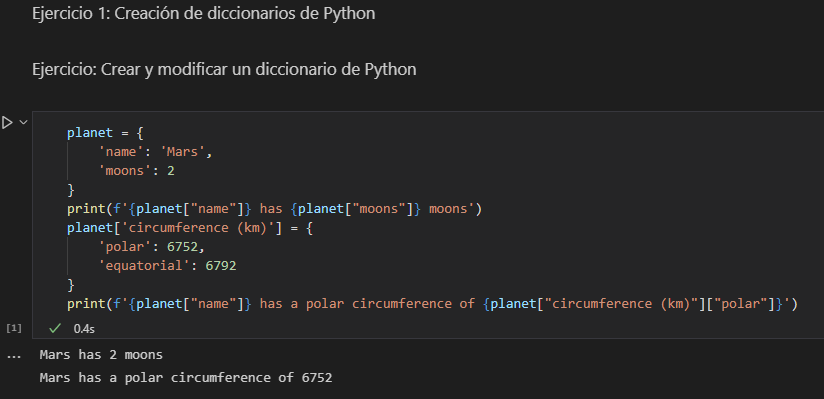 Ejercicio 1: Creación de diccionarios de Python
Ejercicio: Crear y modificar un diccionario de Python
planet = {
    'name': 'Mars',
    'moons': 2
}
print(f'{planet["name"]} has {planet["moons"]} moons')
planet['circumference (km)'] = {
    'polar': 6752,
    'equatorial': 6792
}
print(f'{planet["name"]} has a polar circumference of {planet["circumference (km)"]["polar"]}')
[1] ✓ 0.4s
... Mars has 2 moons
Mars has a polar circumference of 6752